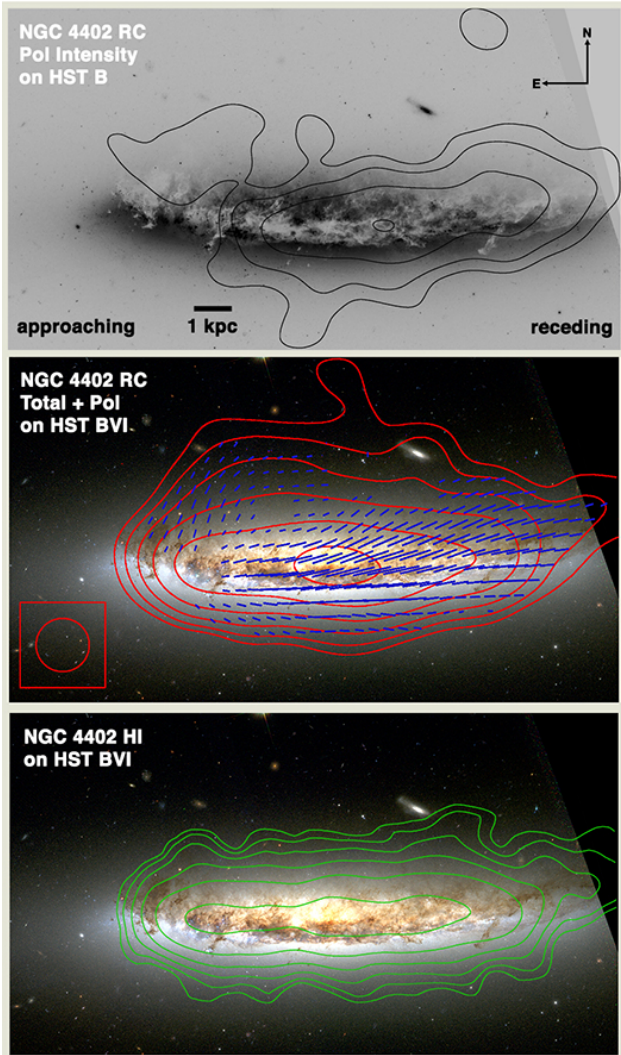 NGC 4402 RC
Pol Intensity
on HST B
N
E
1 kpc
approaching
receding
NGC 4402 RC
Total + Pol
on HST BVI
NGC 4402 HI
on HST BVI